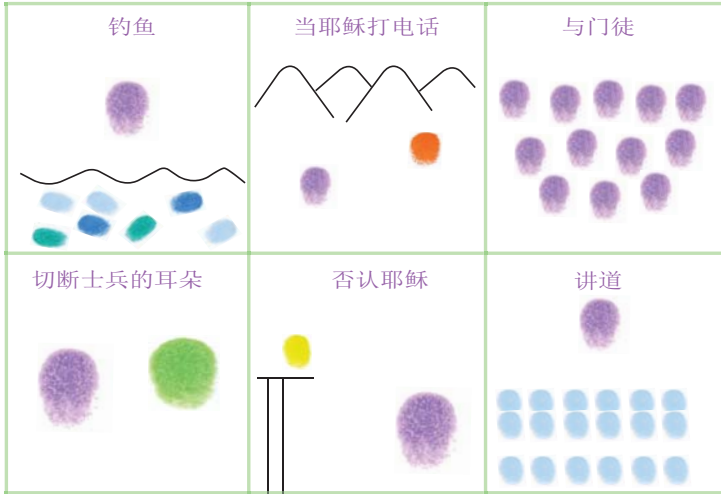 钓鱼
当耶稣打电话
与门徒
切断士兵的耳朵
否认耶稣
讲道